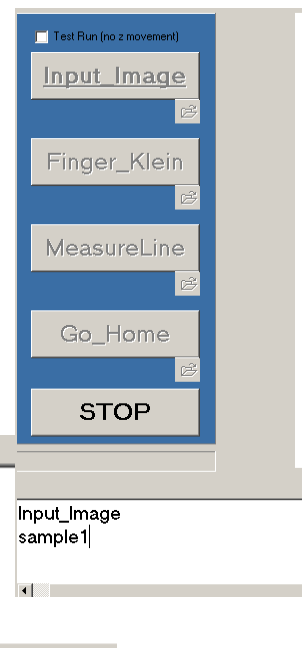 Test Run (no z movement)
Input_Image
Finger_Klein
MeasureLine
Go_Home
STOP
Input_Image
sample1